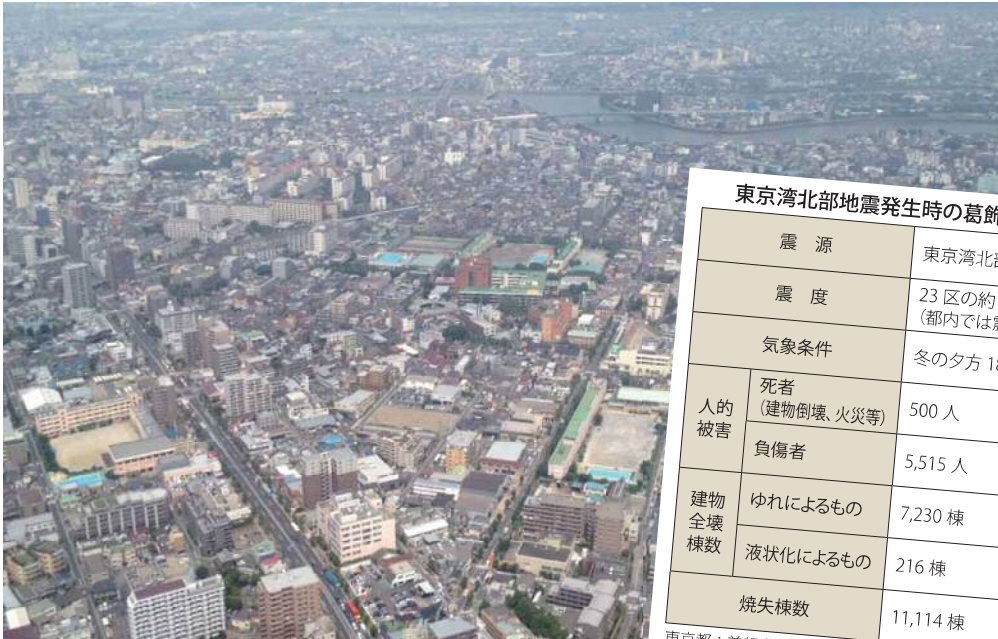 東京湾北部地震発生時の葛飾
震 源
東京湾北部
震 度
23 区の約
（都内では震
気象条件
冬の夕方 18
人的
被害
死者
（建物倒壊、火災等）
500 人
負傷者
5,515 人
建物
全壊
棟数
ゆれによるもの
7,230 棟
液状化によるもの
216 棟
焼失棟数
11,114 棟